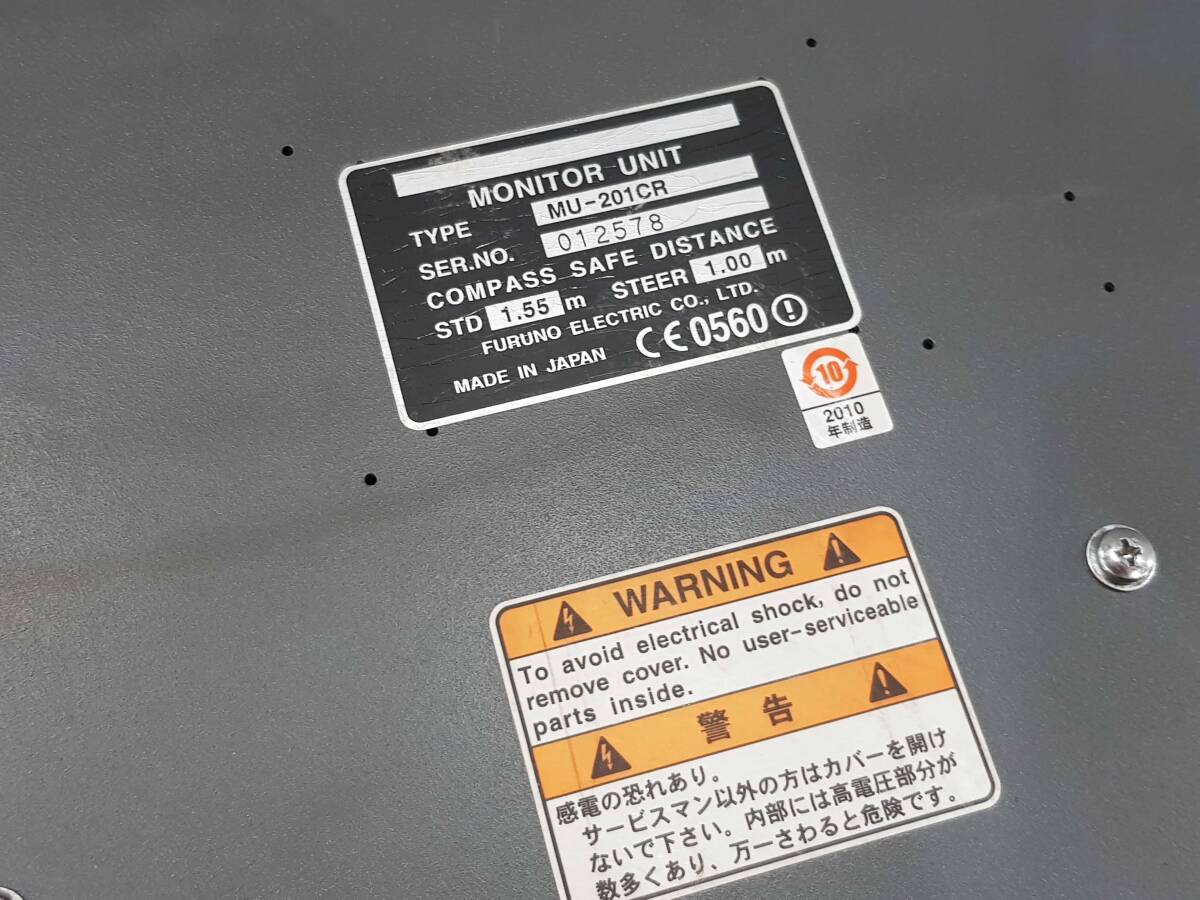 MONITOR UNIT
TYPE MU-201CR
SER.NO. 012578
COMPASS SAFE DISTANCE
STD 1.55 m STEER 1.00 m
FURUNO ELECTRIC CO., LTD.
MADE IN JAPAN CE0560
10
2010
年制造
WARNING
To avoid electrical shock, do not
remove cover. No user-serviceable
parts inside.
警告
感電の恐れあり。
サービスマン以外の方はカバーを開け
ないで下さい。内部には高電圧部分が
数多くあり、万一さわると危険です。